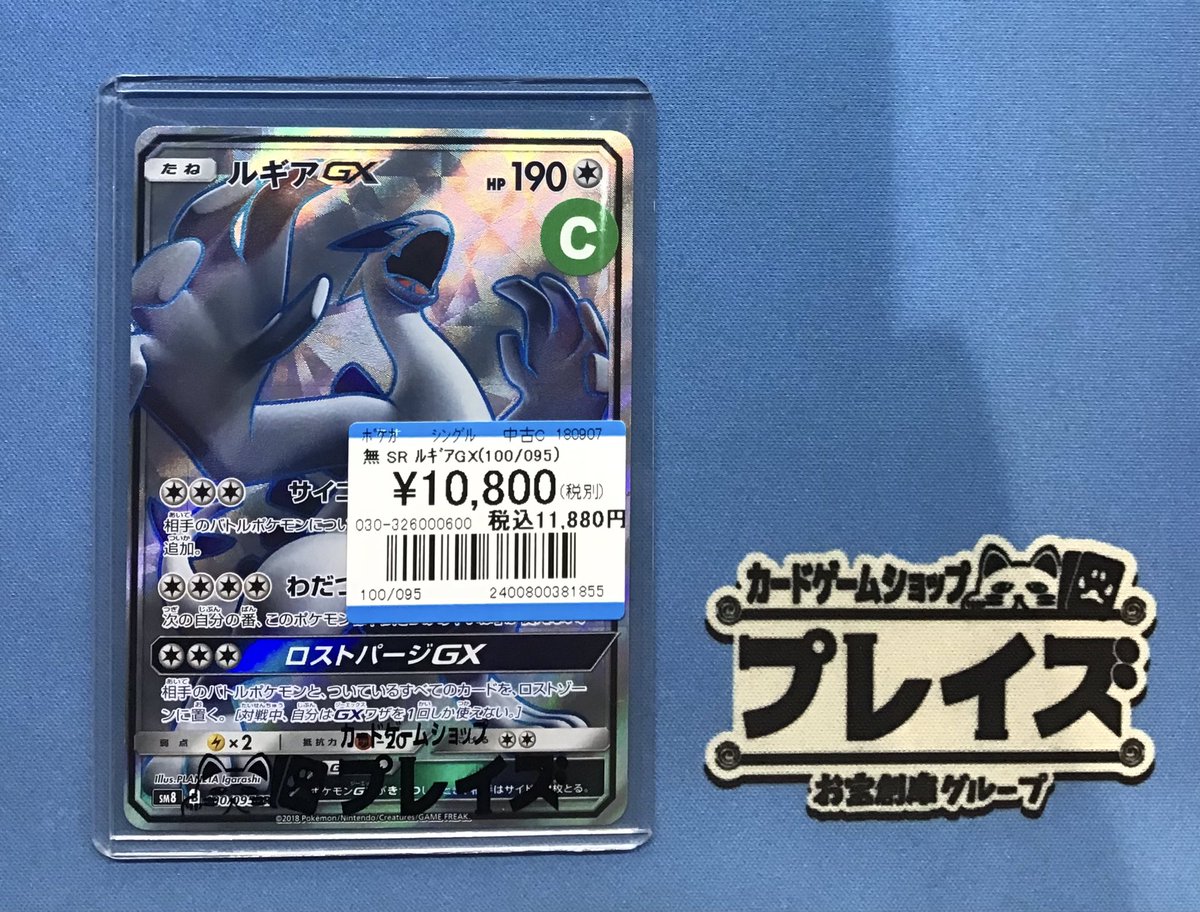 たね ルギアGX HP 190
C
ポケカ シングル 中古C 180907
無 SR ルギアGX(100/095)
¥10,800(税別)
030-326000600 税込11,880円
100/095 2400800381855
サイコ
相手のバトルポケモンについ
追加。
わだつ
次の自分の番、このポケモン
ロストパージGX
相手のバトルポケモンと、ついているすべてのカードを、ロストゾー
ンに置く。[対戦中、自分はGXワザを1回しか使えない。]
弱点 ×2 抵抗力 -20
Illus.PLANETA Igarashi
SM8
©2018 Pokémon/Nintendo/Creatures/GAME FREAK
カードゲームショップ
プレイズ
カードゲームショップ
プレイズ
お宝創庫グループ